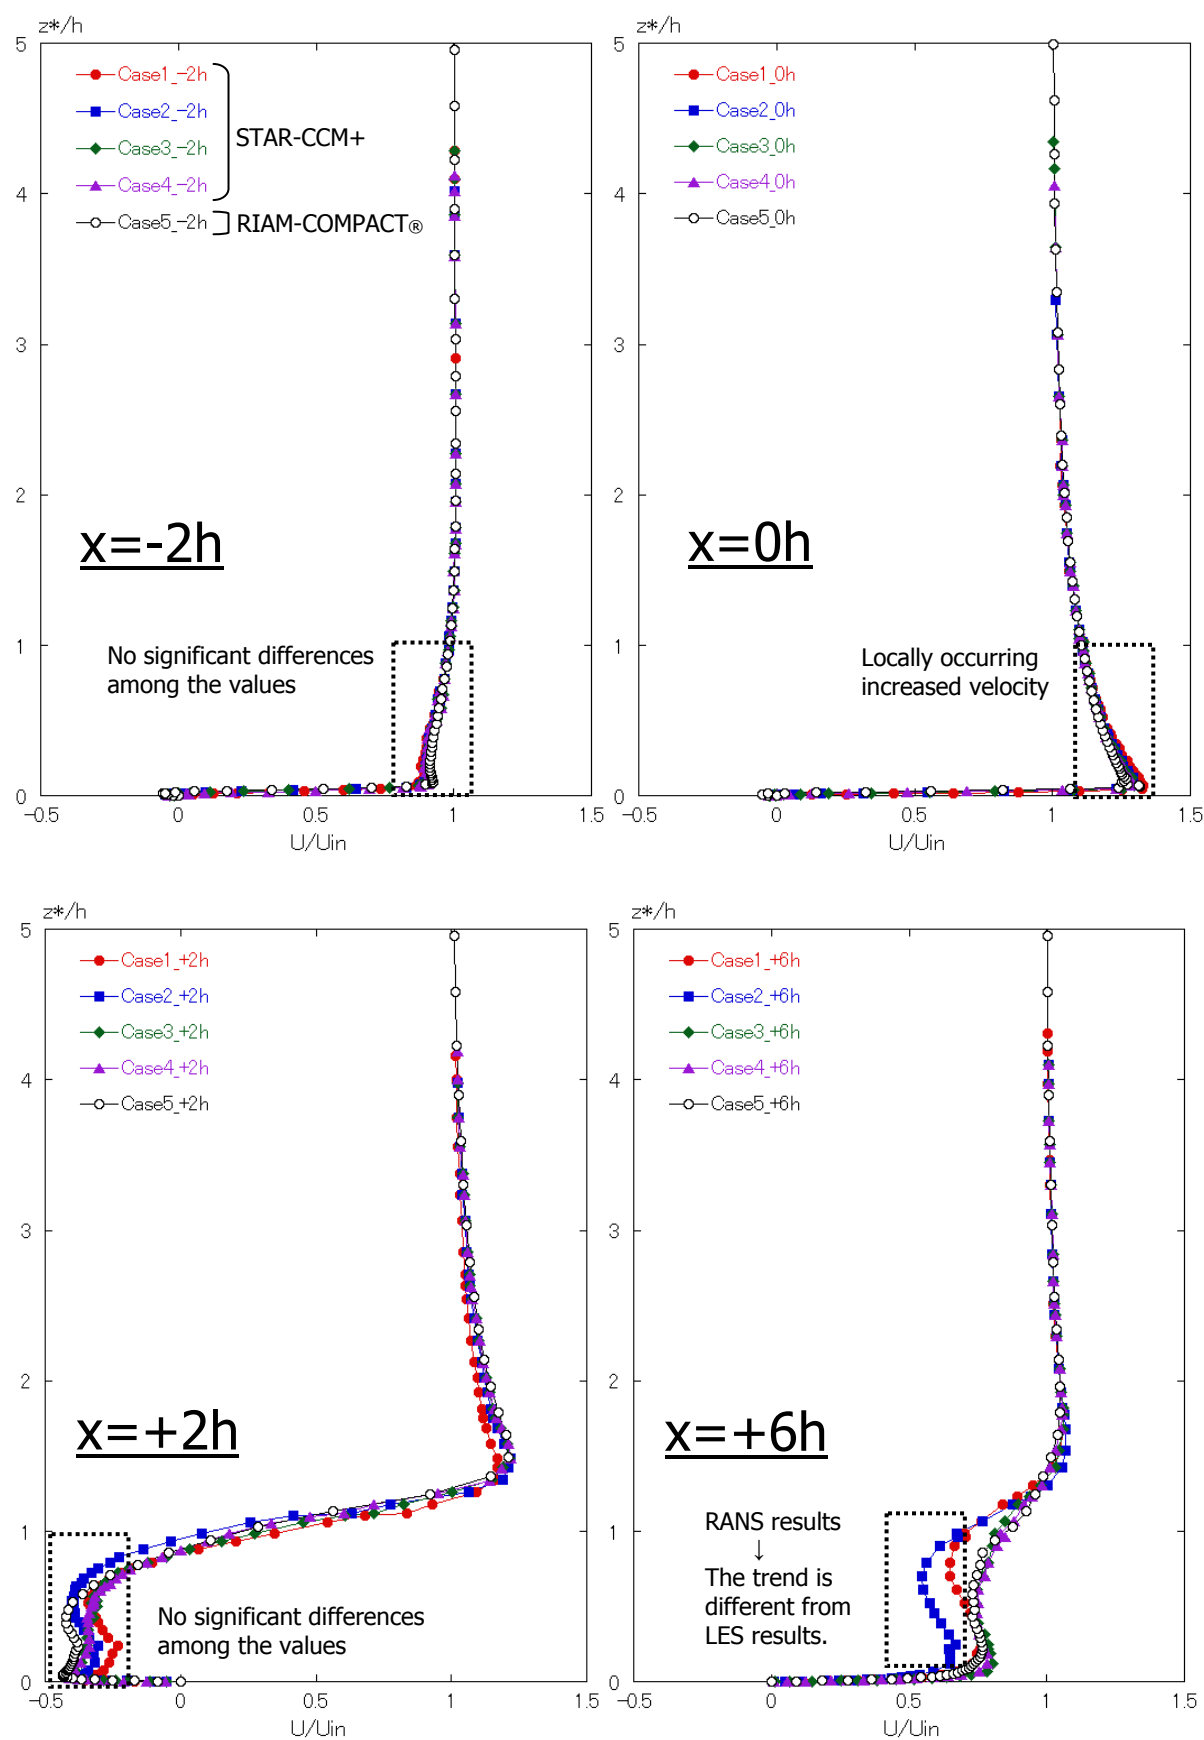 z*/h
5
4
3
2
1
0
Case1_-2h
Case2_-2h
Case3_-2h
Case4_-2h
Case5_-2h
STAR-CCM+
RIAM-COMPACT®
x=-2h
No significant differences
among the values
-0.5
0
0.5
1
1.5
U/Uin
z*/h
5
4
3
2
1
0
Case1_0h
Case2_0h
Case3_0h
Case4_0h
Case5_0h
x=0h
Locally occurring
increased velocity
-0.5
0
0.5
1
1.5
U/Uin
z*/h
5
4
3
2
1
0
Case1_+2h
Case2_+2h
Case3_+2h
Case4_+2h
Case5_+2h
x=+2h
No significant differences
among the values
-0.5
0
0.5
1
1.5
U/Uin
z*/h
5
4
3
2
1
0
Case1_+6h
Case2_+6h
Case3_+6h
Case4_+6h
Case5_+6h
x=+6h
RANS results
↓
The trend is
different from
LES results.
-0.5
0
0.5
1
1.5
U/Uin